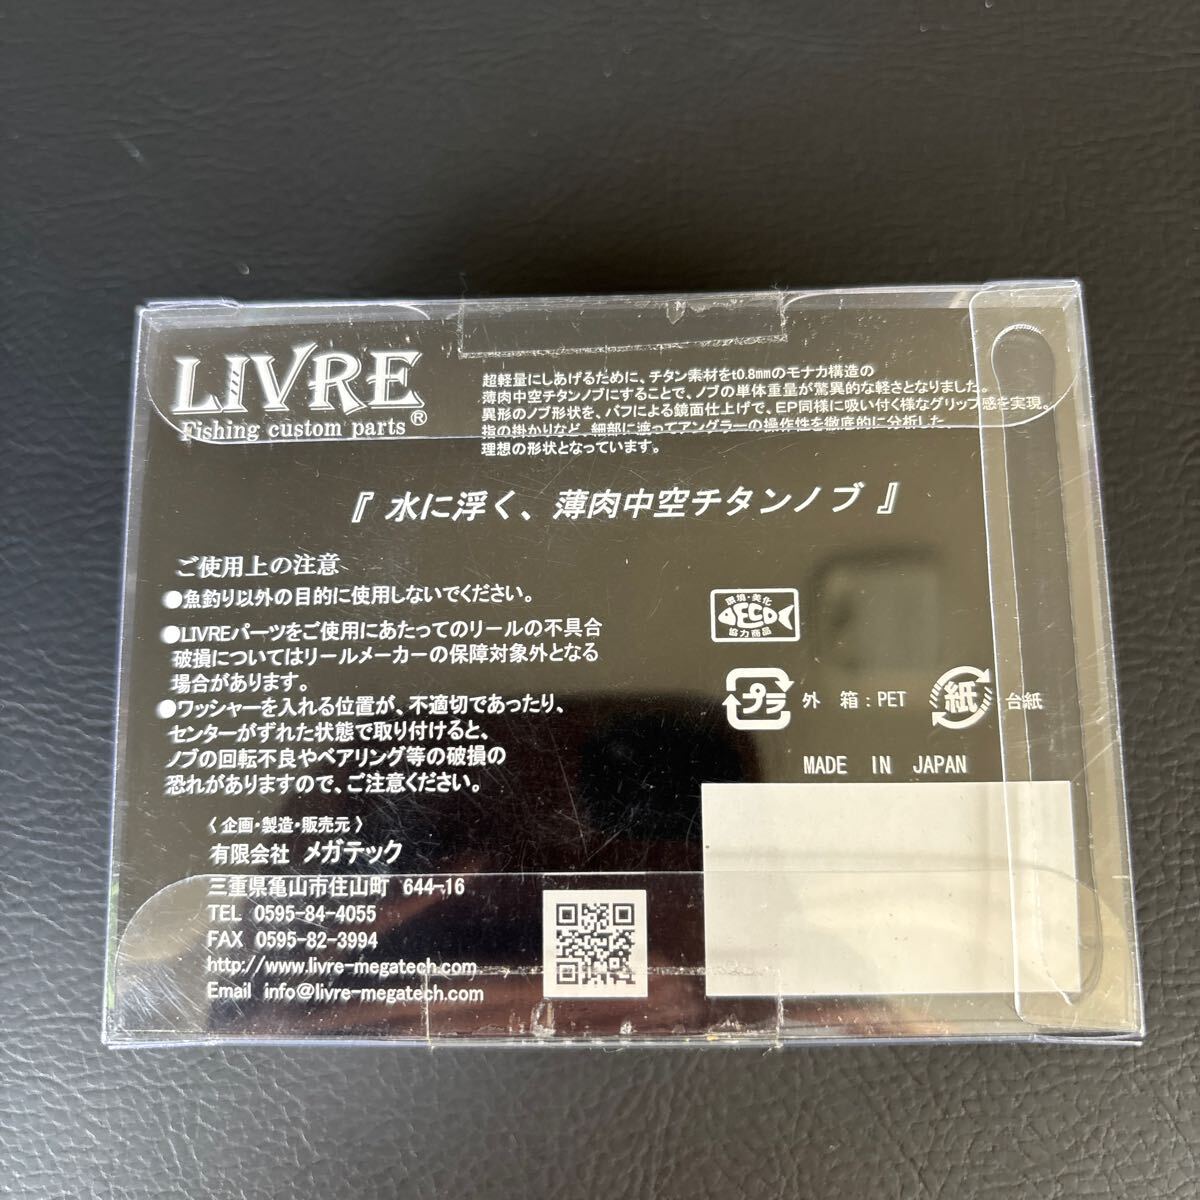 LIVRE
Fishing custom parts®
超軽量にしあげるために、チタン素材をt0.8mmのモナカ構造の
薄肉中空チタンノブにすることで、ノブの単体重量が驚異的な軽さとなりました。
異形のノブ形状を、バフによる鏡面仕上げで、EP同様に吸い付く様なグリップ感を実現。
指の掛かりなど、細部に渡ってアングラーの操作性を徹底的に分析した
理想の形状となっています。
『 水に浮く、薄肉中空チタンノブ 』
ご使用上の注意
●魚釣り以外の目的に使用しないでください。
●LIVREパーツをご使用にあたってのリールの不具合
破損についてはリールメーカーの保障対象外となる
場合があります。
●ワッシャーを入れる位置が、不適切であったり、
センターがずれた状態で取り付けると、
ノブの回転不良やベアリング等の破損の
恐れがありますので、ご注意ください。
環境・美化
ECO
協力商品
プラ 外 箱：PET 紙 台紙
MADE IN JAPAN
〈 企画・製造・販売元 〉
有限会社 メガテック
三重県亀山市住山町 644-16
TEL 0595-84-4055
FAX 0595-82-3994
http://www.livre-megatech.com
Email info@livre-megatech.com